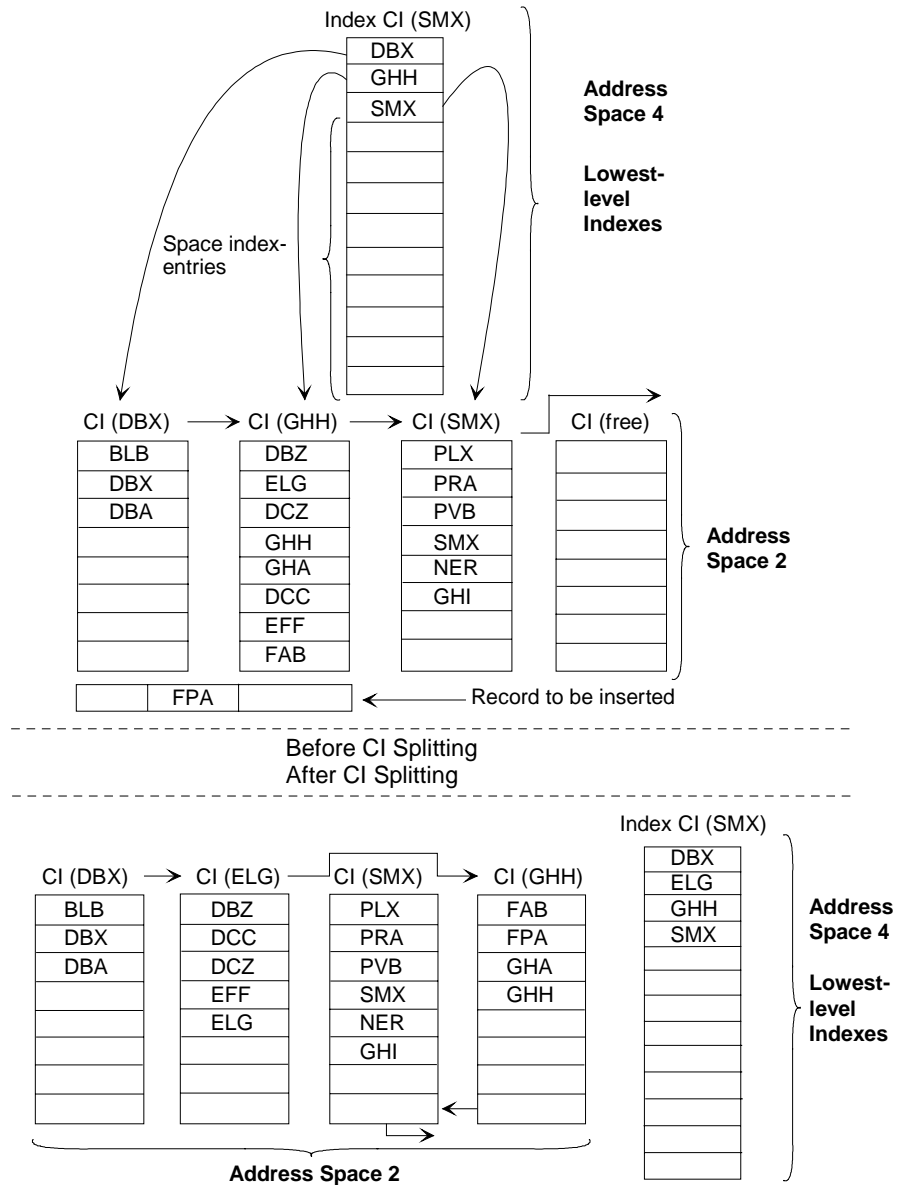 Index CI (SMX)
DBX
GHH
SMX
Address
Space 4
Lowest-
level
Indexes
Space index-
entries
CI (DBX)
CI (GHH)
CI (SMX)
CI (free)
BLB
DBX
DBA
DBZ
ELG
DCZ
GHH
GHA
DCC
EFF
FAB
PLX
PRA
PVB
SMX
NER
GHI
Address
Space 2
FPA
Record to be inserted
Before CI Splitting
After CI Splitting
CI (DBX)
CI (ELG)
CI (SMX)
CI (GHH)
BLB
DBX
DBA
DBZ
DCC
DCZ
EFF
ELG
PLX
PRA
PVB
SMX
NER
GHI
FAB
FPA
GHA
GHH
Address Space 2
Index CI (SMX)
DBX
ELG
GHH
SMX
Address
Space 4
Lowest-
level
Indexes